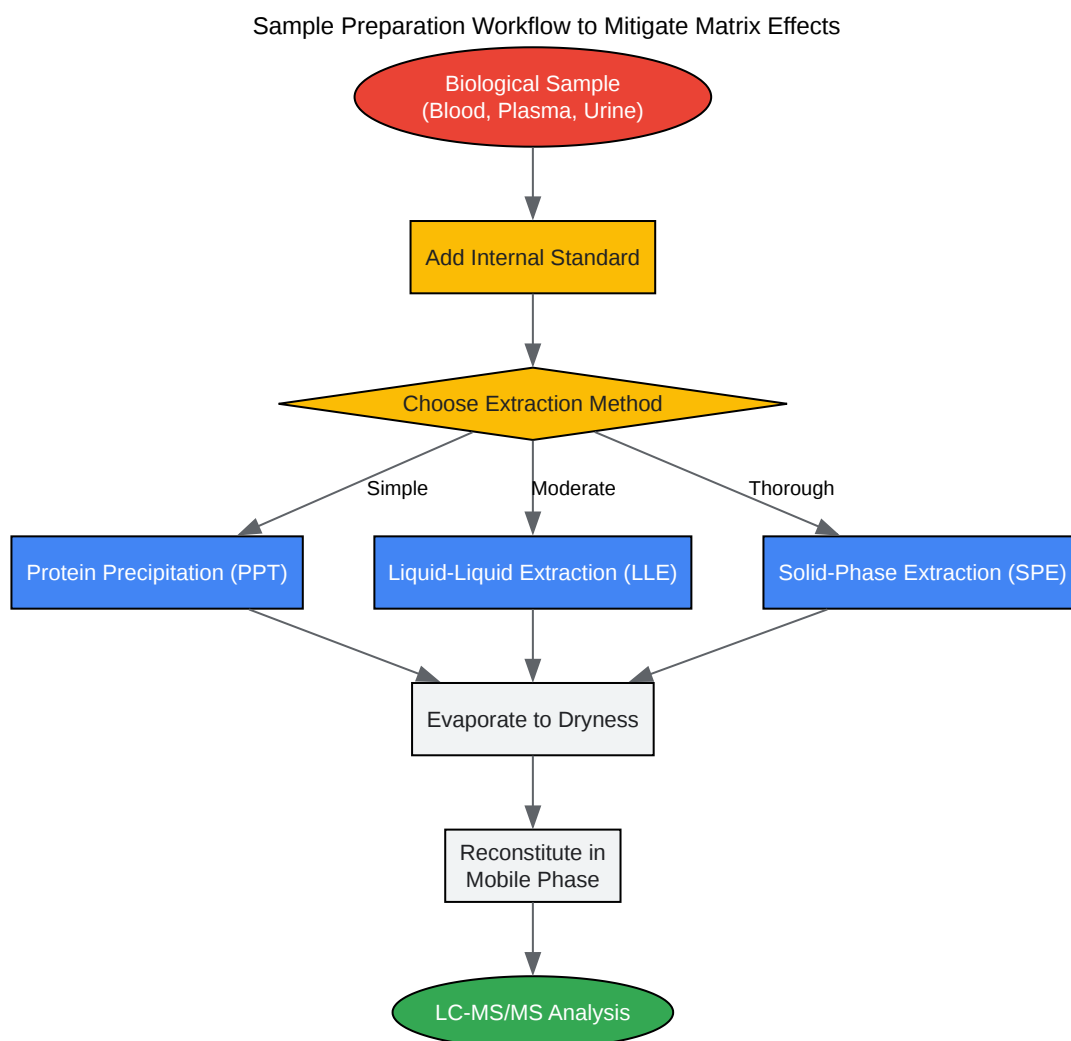 Sample Preparation Workflow to Mitigate Matrix Effects
Biological Sample
(Blood, Plasma, Urine)
Add Internal Standard
Choose Extraction Method
Simple
Moderate
Thorough
Protein Precipitation (PPT)
Liquid-Liquid Extraction (LLE)
Solid-Phase Extraction (SPE)
Evaporate to Dryness
Reconstitute in
Mobile Phase
LC-MS/MS Analysis